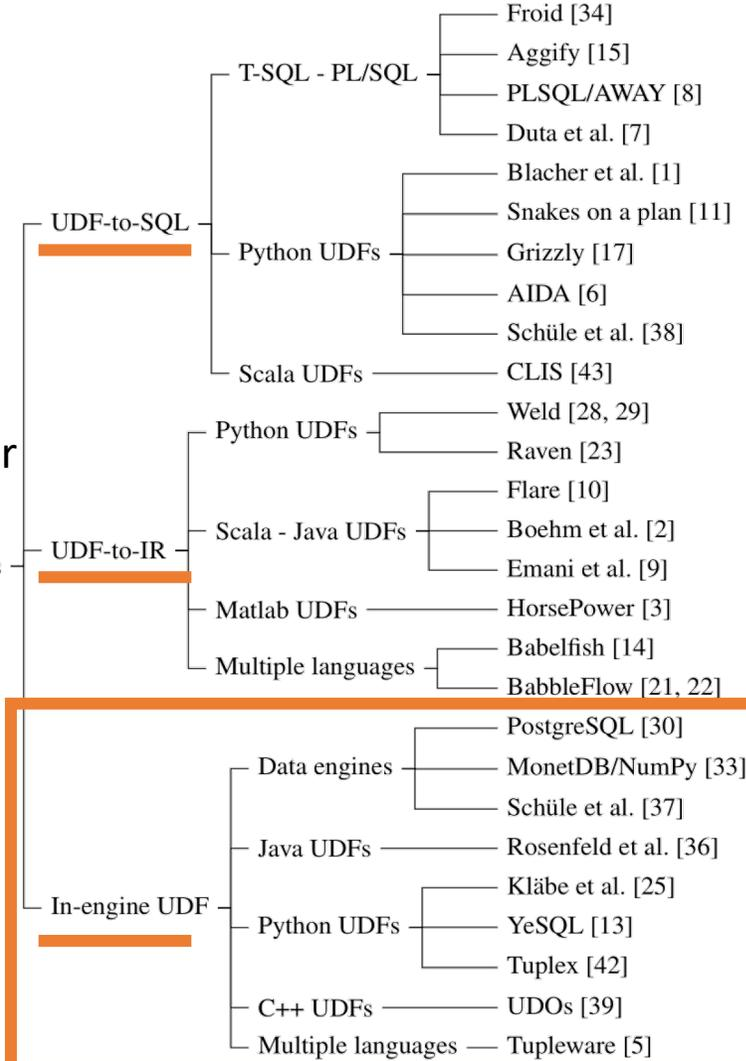 Froid [34]
Aggify [15]
T-SQL - PL/SQL
PLSQL/AWAY [8]
Duta et al. [7]
Blacher et al. [1]
Snakes on a plan [11]
UDF-to-SQL
Python UDFs
Grizzly [17]
AIDA [6]
Schüle et al. [38]
Scala UDFs
CLIS [43]
Weld [28, 29]
Python UDFs
r
Raven [23]
Flare [10]
Scala - Java UDFs
Boehm et al. [2]
UDF-to-IR
Emani et al. [9]
Matlab UDFs
HorsePower [3]
Babelfish [14]
Multiple languages
BabbleFlow [21, 22]
PostgreSQL [30]
Data engines
MonetDB/NumPy [33]
Schüle et al. [37]
Java UDFs
Rosenfeld et al. [36]
Kläbe et al. [25]
In-engine UDF
Python UDFs
YeSQL [13]
Tuplex [42]
C++ UDFs
UDOs [39]
Multiple languages
Tupleware [5]